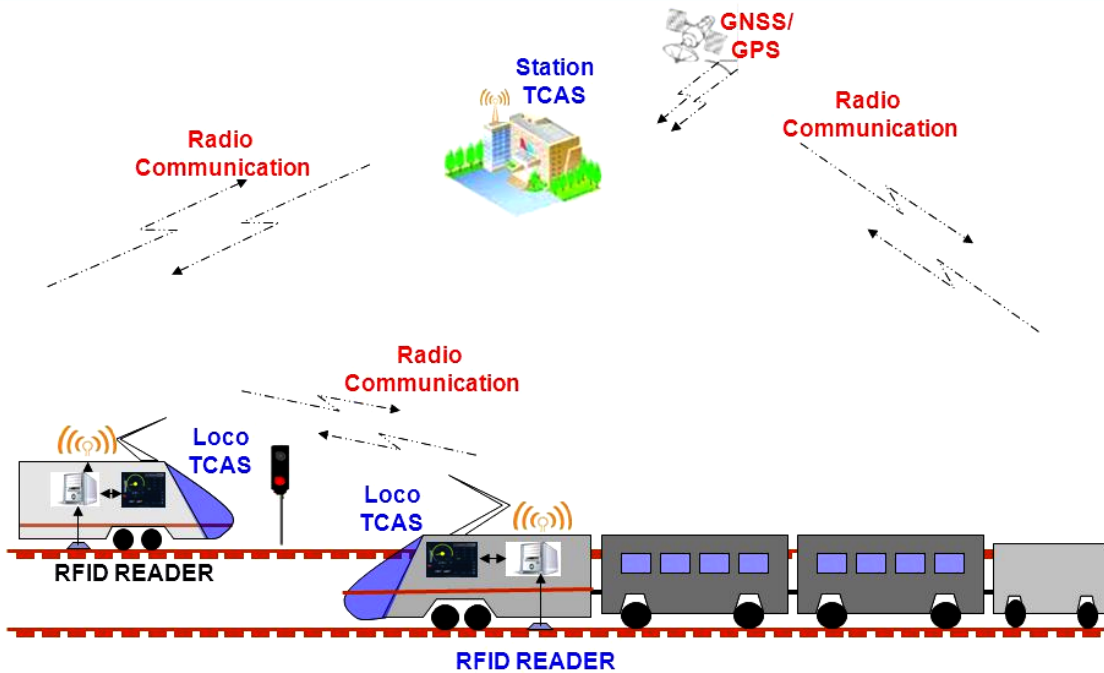 GNSS/
GPS
Station
TCAS
Radio
Communication
Radio
Communication
Radio
Communication
Loco
TCAS
Loco
TCAS
RFID READER
RFID READER